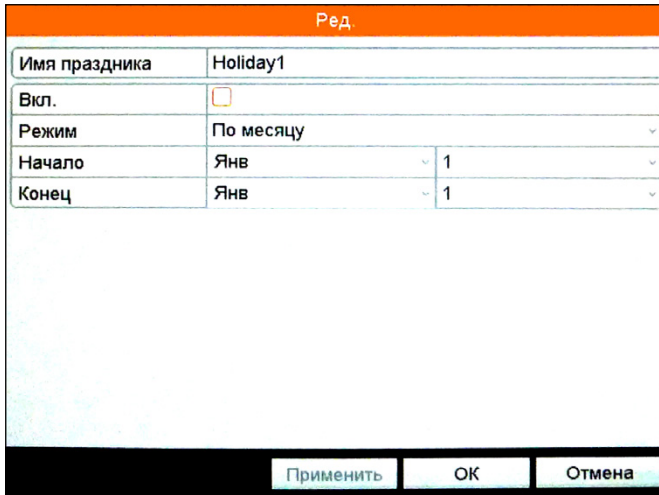 Ред.
Имя праздника Holiday1
Вкл.
Режим По месяцу
Начало Янв 1
Конец Янв 1
Применить OK Отмена